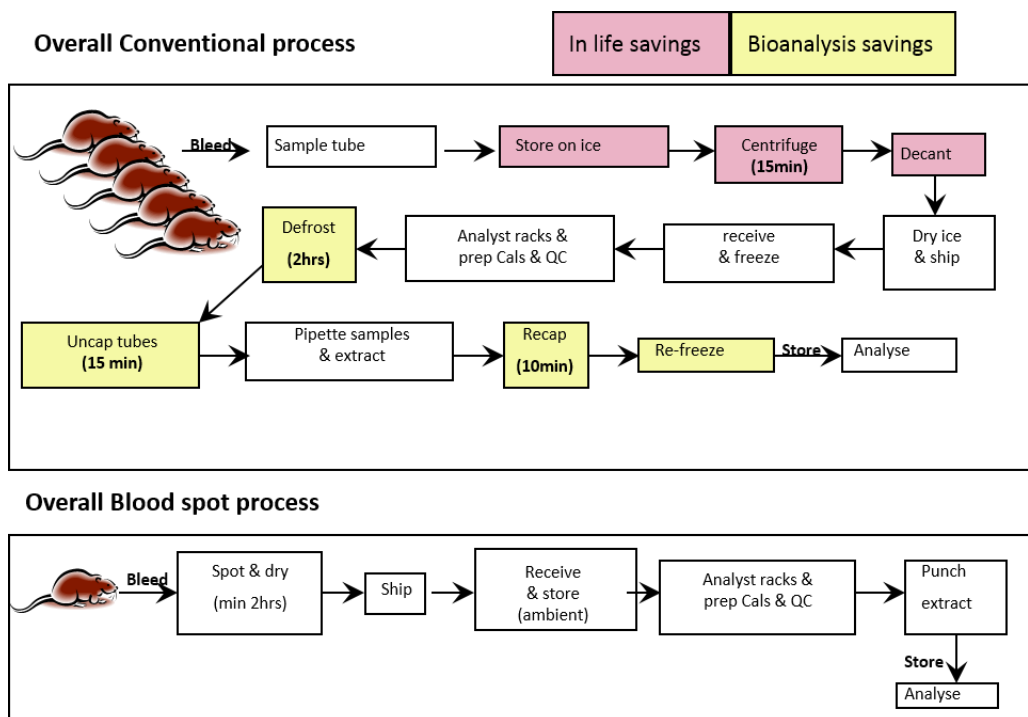 Overall Conventional process
In life savings
Bioanalysis savings
Bleed
Sample tube
Store on ice
Centrifuge
(15min)
Decant
Dry ice
& ship
receive
& freeze
Analyst racks &
prep Cals & QC
Defrost
(2hrs)
Uncap tubes
(15 min)
Pipette samples
& extract
Recap
(10min)
Re-freeze
Store
Analyse
Overall Blood spot process
Bleed
Spot & dry
(min 2hrs)
Ship
Receive
& store
(ambient)
Analyst racks &
prep Cals & QC
Punch
extract
Store
Analyse